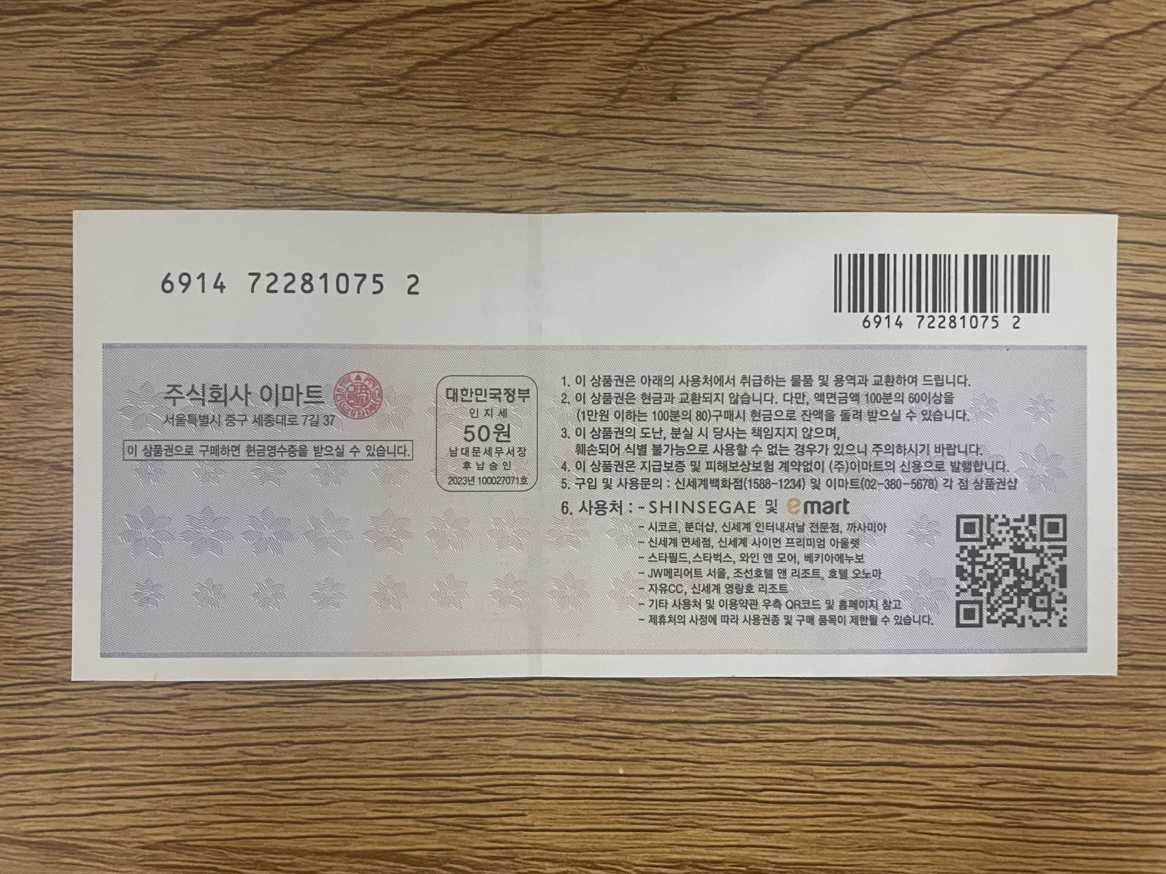 6914 72281075 2
6914 72281075 2
주식회사 이마트
서울특별시 중구 세종대로 7길 37
이 상품권으로 구매하면 현금영수증을 받으실 수 있습니다.
대한민국정부
인 지 세
50원
남대문세무서장
후 납 승 인
2023년 100027071호
1. 이 상품권은 아래의 사용처에서 취급하는 물품 및 용역과 교환하여 드립니다.
2. 이 상품권은 현금과 교환되지 않습니다. 다만, 액면금액 100분의 60이상을
(1만원 이하는 100분의 80)구매시 현금으로 잔액을 돌려 받으실 수 있습니다.
3. 이 상품권의 도난, 분실 시 당사는 책임지지 않으며,
훼손되어 식별 불가능으로 사용할 수 없는 경우가 있으니 주의하시기 바랍니다.
4. 이 상품권은 지급보증 및 피해보상보험 계약없이 (주)이마트의 신용으로 발행합니다.
5. 구입 및 사용문의 : 신세계백화점(1588-1234) 및 이마트(02-380-5678) 각 점 상품권샵
6. 사용처 : - SHINSEGAE 및 emart
- 시코르, 분더샵, 신세계 인터내셔날 전문점, 까사미아
- 신세계 면세점, 신세계 사이먼 프리미엄 아울렛
- 스타필드,스타벅스, 와인 앤 모어, 베키아에누보
- JW메리어트 서울, 조선호텔 앤 리조트, 호텔 오노마
- 자유CC, 신세계 영랑호 리조트
- 기타 사용처 및 이용약관 우측 QR코드 및 홈페이지 참고
- 제휴처의 사정에 따라 사용권종 및 구매 품목이 제한될 수 있습니다.